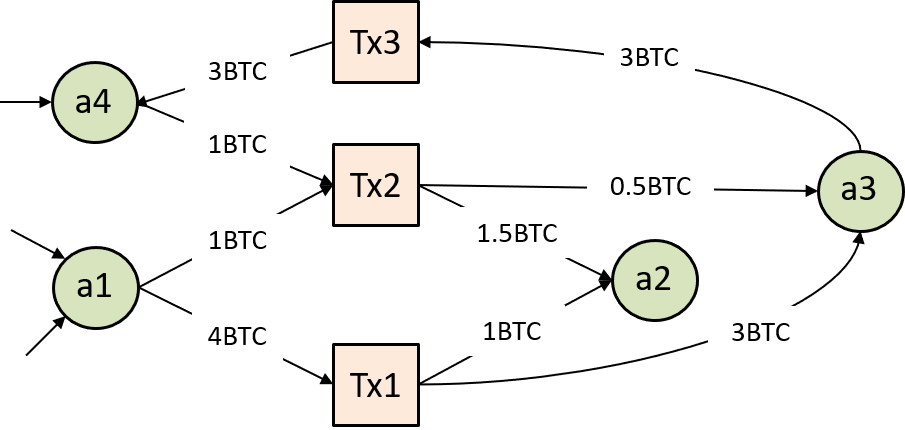 Tx3
3BTC
3BTC
a4
1BTC
Tx2
0.5BTC
a3
1BTC
1.5BTC
a1
a2
4BTC
1BTC
3BTC
Tx1